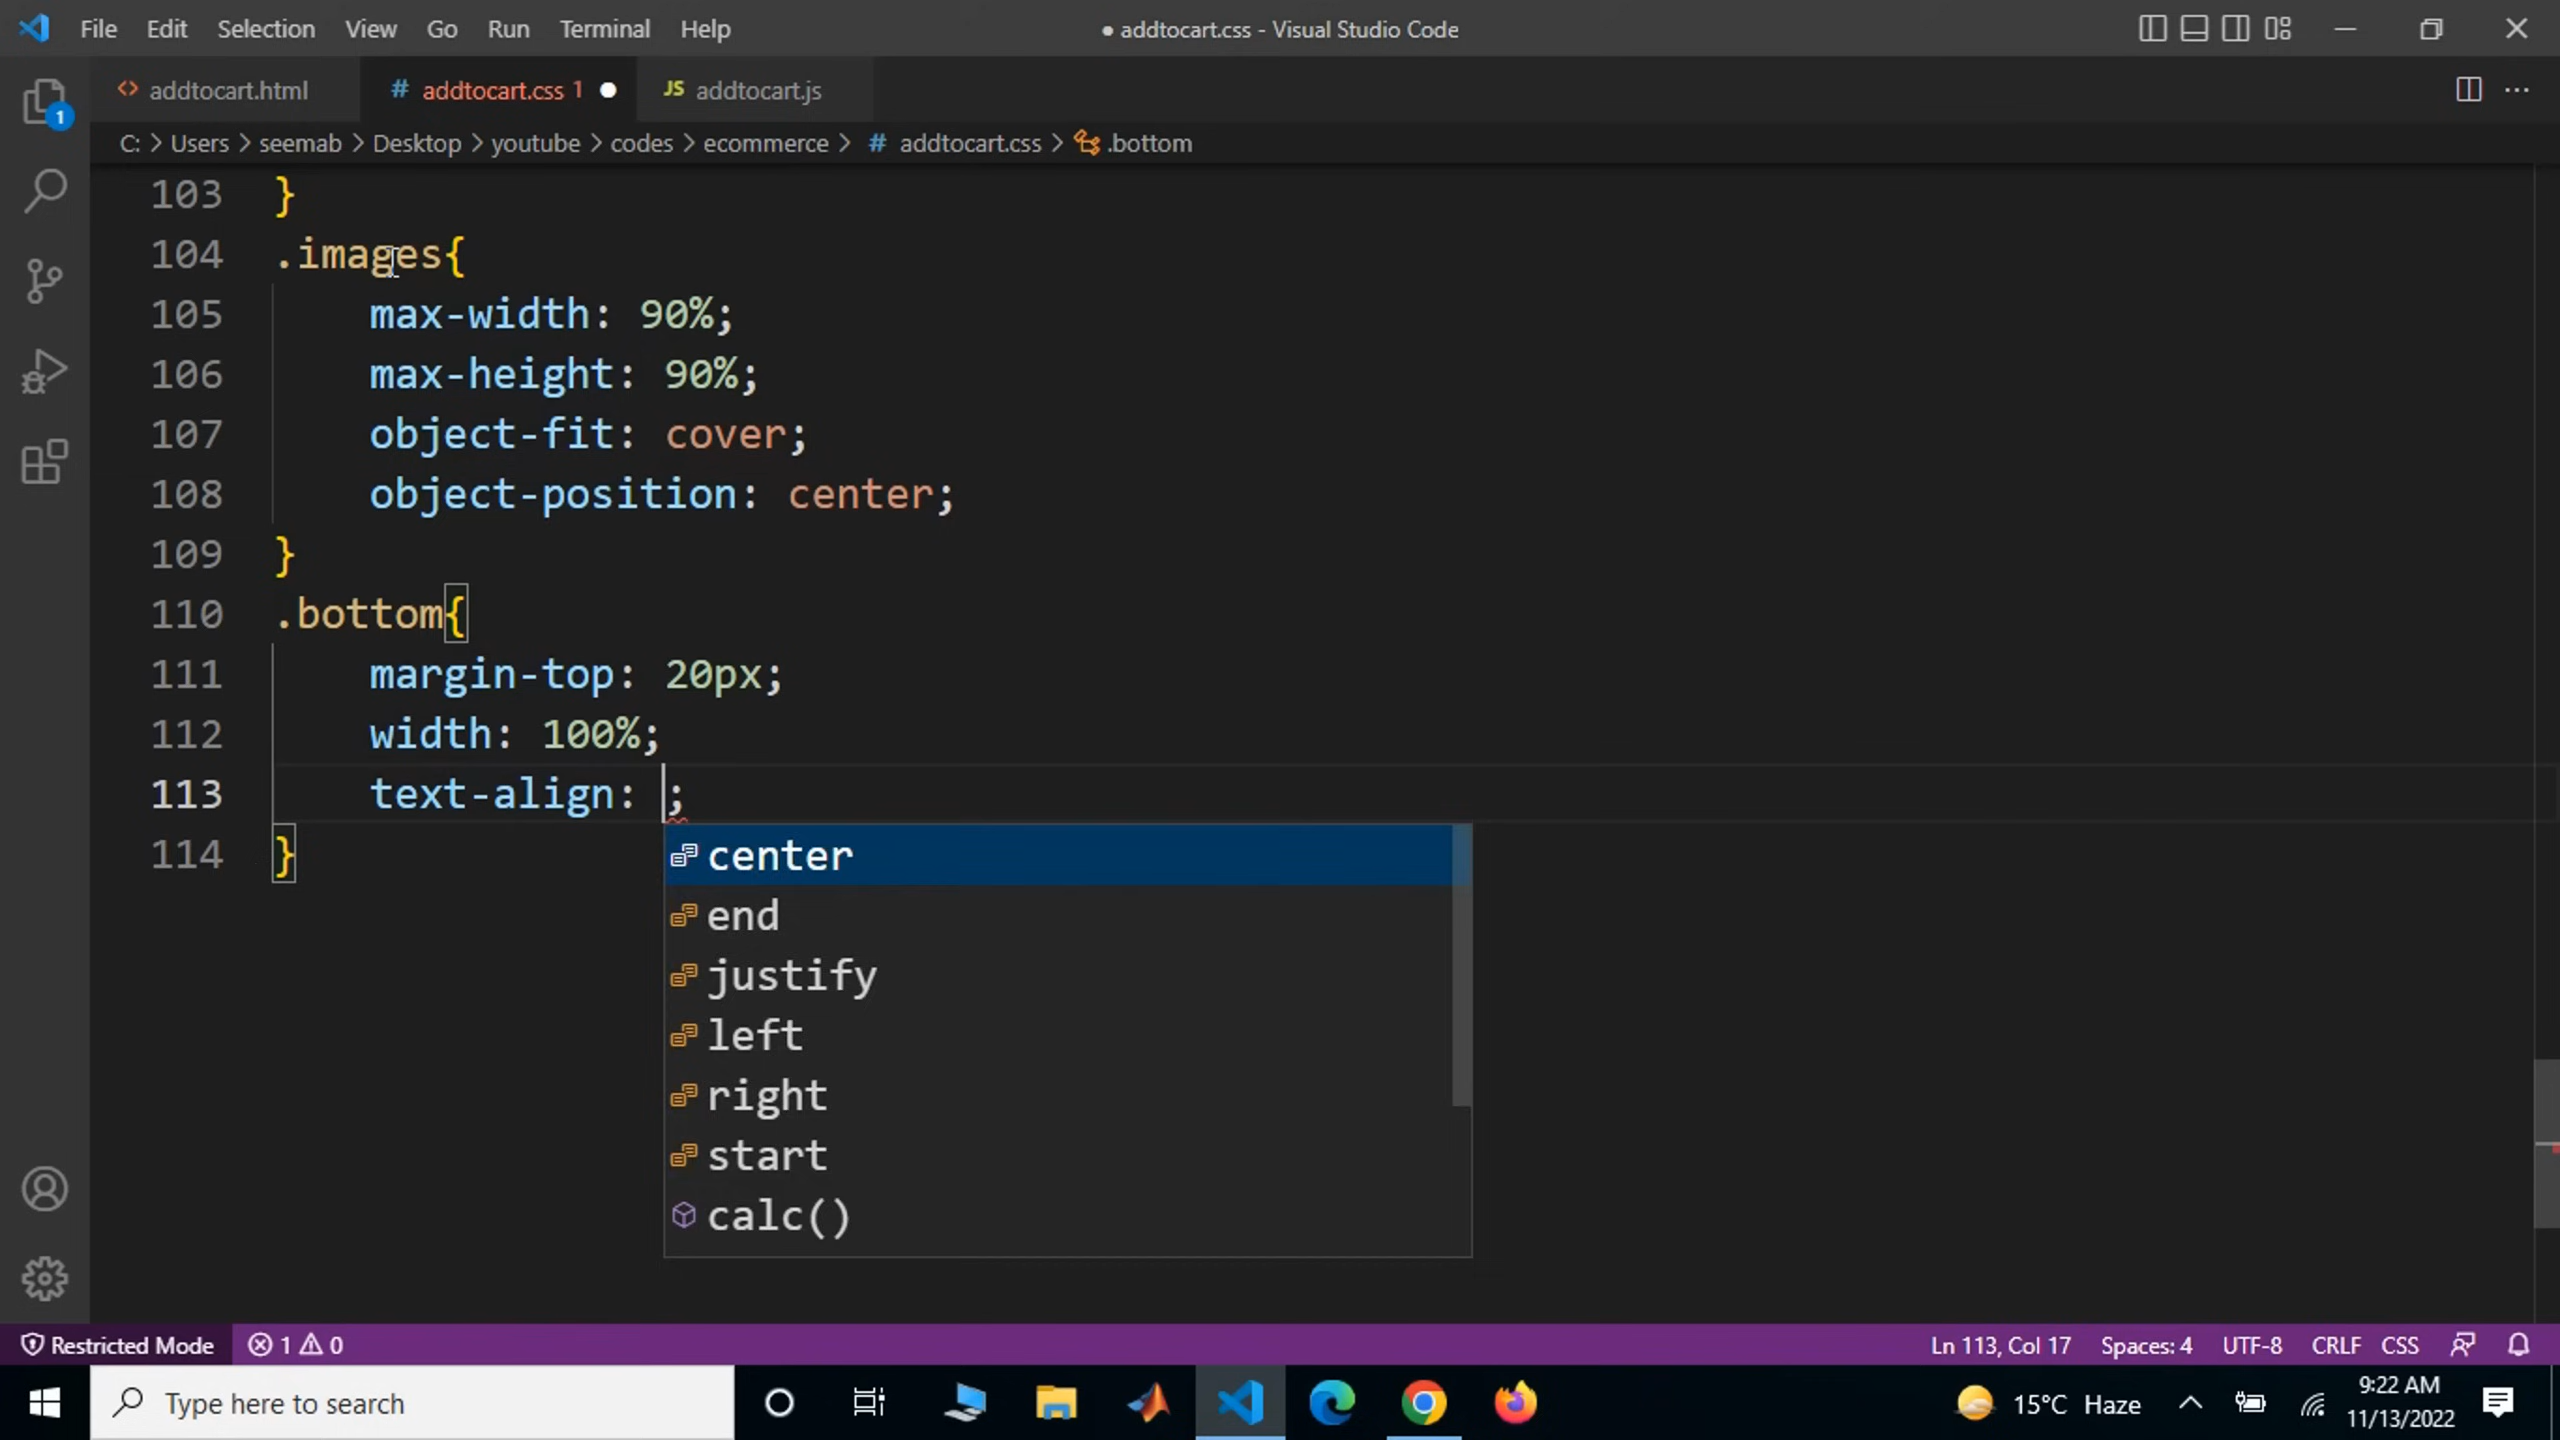 File Edit Selection View Go Run Terminal Help
● addtocart.css - Visual Studio Code
<> addtocart.html # addtocart.css 1 ● JS addtocart.js ···
1
C: > Users > seemab > Desktop > youtube > codes > ecommerce > # addtocart.css > .bottom
103 }
104 .images{
105 max-width: 90%;
106 max-height: 90%;
107 object-fit: cover;
108 object-position: center;
109 }
110 .bottom{
111 margin-top: 20px;
112 width: 100%;
113 text-align: ;
114 }
center
end
justify
left
right
start
calc()
Restricted Mode 1 0 Ln 113, Col 17 Spaces: 4 UTF-8 CRLF CSS
Type here to search 15°C Haze 9:22 AM
11/13/2022